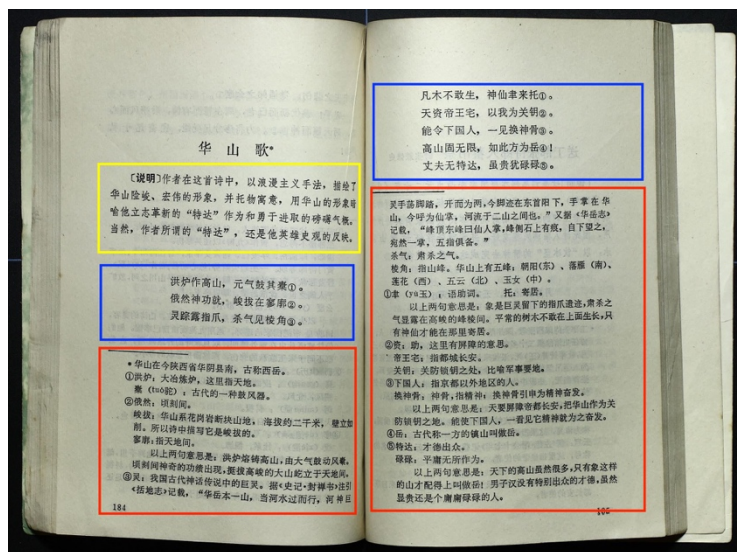 华山歌*
〔说明〕作者在这首诗中，以浪漫主义手法，描绘了
华山险峻、宏伟的形象，并托物寓意，用华山的形象暗
喻他立志革新的“特达”作为和勇于进取的磅礴气概。
当然，作者所谓的“特达”，还是他英雄史观的反映。
洪炉作高山，元气鼓其橐①。
俄然神功就，峻拔在寥廓②。
灵踪露指爪，杀气见棱角③。
*华山在今陕西省华阴县南，古称西岳。
①洪炉：大冶炼炉，这里指天地。
橐（tuó驼）：古代的一种鼓风器。
②俄然：顷刻间。
峻拔：华山系花岗岩断块山地，海拔约二千米，壁立如
削。所以诗中描写它是峻拔的。
寥廓：指天地间。
以上两句意思是：洪炉熔铸高山，由大气鼓动风橐。
顷刻间神奇的功绩出现，挺拔高峻的大山屹立于天地间。
③灵：我国古代神话传说中的巨灵。据《史记·封禅书》注引
《括地志》记载，“华岳本一山，当河水过而行，河神巨
184
凡木不敢生，神仙聿来托①。
天资帝王宅，以我为关钥②。
能令下国人，一见换神骨③。
高山固无限，如此方为岳④！
丈夫无特达，虽贵犹碌碌⑤。
灵手荡脚踏，开而为两，今脚迹在东首阳下，手掌在华
山，今呼为仙掌，河流于二山之间也。”又据《华岳志》
记载，“峰顶东峰曰仙人掌，峰侧石上有痕，自下望之，
宛然一掌，五指俱备。”
杀气：肃杀之气。
棱角：指山峰。华山上有五峰：朝阳（东）、落雁（南）、
莲花（西）、五云（北）、玉女（中）。
①聿（yù玉）：语助词。 托：寄居。
以上两句意思是，象是巨灵留下的指爪遗迹，肃杀之
气显露在高峻的峰棱间。平常的树木不敢在上面生长，只
有神仙才能在那里寄居。
②资：助，这里有屏障的意思。
帝王宅：指都城长安。
关钥：关防锁钥之处，比喻军事要地。
③下国人：指京都以外地区的人。
换神骨：神骨，指精神；换神骨引申为精神奋发。
以上两句意思是：天要屏障帝都长安，把华山作为关
防锁钥之地。能使下国人，一看见它精神就为之奋发。
④岳：古代称一方的镇山叫做岳。
⑤特达：才德出众。
碌碌：平庸无所作为。
以上两句意思是：天下的高山虽然很多，只有象这样
的山才配得上叫做岳！男子汉没有特别出众的才德，虽然
显贵还是个庸庸碌碌的人。